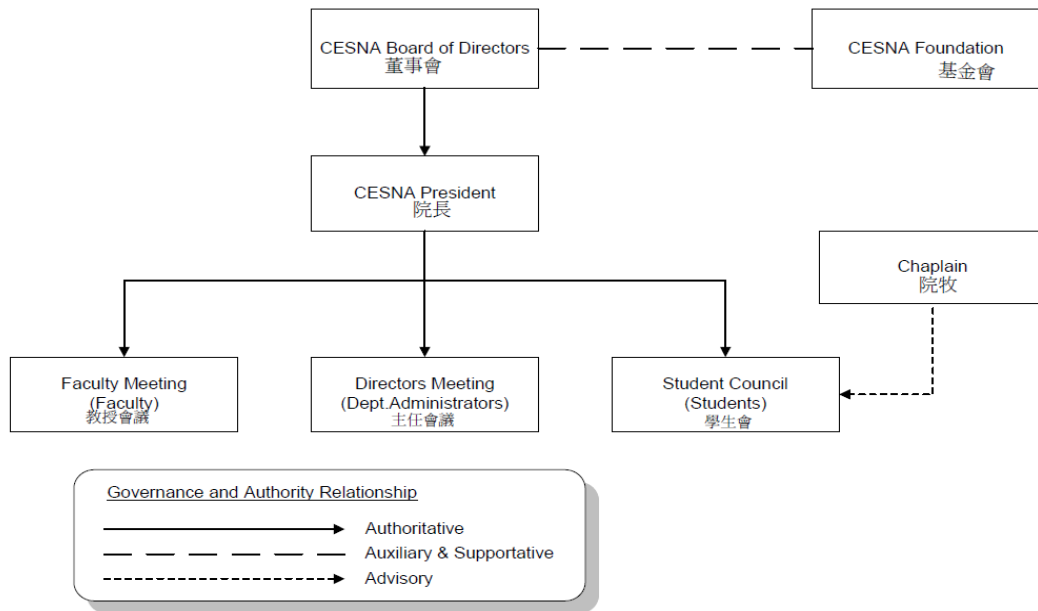 CESNA Board of Directors
董事會
CESNA Foundation
基金會
CESNA President
院長
Chaplain
院牧
Faculty Meeting
(Faculty)
教授會議
Directors Meeting
(Dept.Administrators)
主任會議
Student Council
(Students)
學生會
Governance and Authority Relationship
Authoritative
Auxiliary & Supportative
Advisory